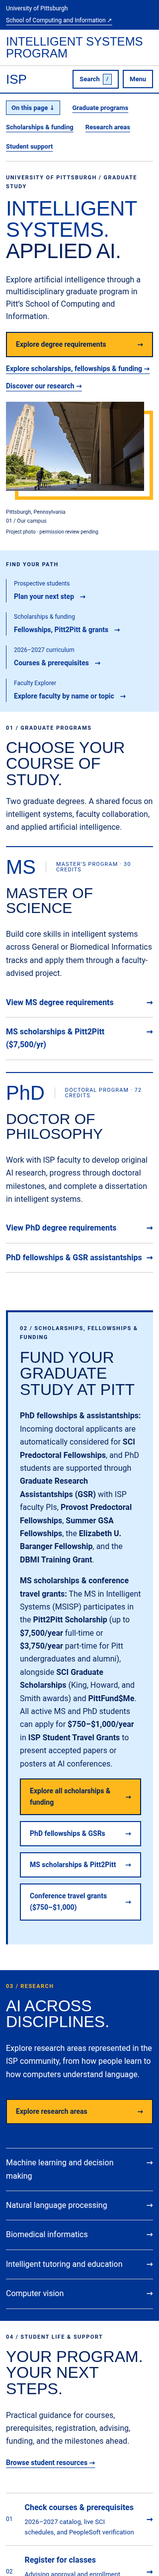 University of Pittsburgh
School of Computing and Information ↗
INTELLIGENT SYSTEMS
PROGRAM
ISP
Search /
Menu
On this page ↓
Graduate programs
Scholarships & funding
Research areas
Student support
UNIVERSITY OF PITTSBURGH / GRADUATE
STUDY
INTELLIGENT
SYSTEMS.
APPLIED AI.
Explore artificial intelligence through a
multidisciplinary graduate program in
Pitt's School of Computing and
Information.
Explore degree requirements →
Explore scholarships, fellowships & funding →
Discover our research →
Pittsburgh, Pennsylvania
01 / Our campus
Project photo · permission review pending
FIND YOUR PATH
Prospective students
Plan your next step →
Scholarships & funding
Fellowships, Pitt2Pitt & grants →
2026–2027 curriculum
Courses & prerequisites →
Faculty Explorer
Explore faculty by name or topic →
01 / GRADUATE PROGRAMS
CHOOSE YOUR
COURSE OF
STUDY.
Two graduate degrees. A shared focus on
intelligent systems, faculty collaboration,
and applied artificial intelligence.
MS
MASTER'S PROGRAM · 30
CREDITS
MASTER OF
SCIENCE
Build core skills in intelligent systems
across General or Biomedical Informatics
tracks and apply them through a faculty-
advised project.
View MS degree requirements →
MS scholarships & Pitt2Pitt
($7,500/yr) →
PhD
DOCTORAL PROGRAM · 72
CREDITS
DOCTOR OF
PHILOSOPHY
Work with ISP faculty to develop original
AI research, progress through doctoral
milestones, and complete a dissertation
in intelligent systems.
View PhD degree requirements →
PhD fellowships & GSR assistantships →
02 / SCHOLARSHIPS, FELLOWSHIPS &
FUNDING
FUND YOUR
GRADUATE
STUDY AT PITT
PhD fellowships & assistantships:
Incoming doctoral applicants are
automatically considered for SCI
Predoctoral Fellowships, and PhD
students are supported through
Graduate Research
Assistantships (GSR) with ISP
faculty PIs, Provost Predoctoral
Fellowships, Summer GSA
Fellowships, the Elizabeth U.
Baranger Fellowship, and the
DBMI Training Grant.
MS scholarships & conference
travel grants: The MS in Intelligent
Systems (MSISP) participates in
the Pitt2Pitt Scholarship (up to
$7,500/year full-time or
$3,750/year part-time for Pitt
undergraduates and alumni),
alongside SCI Graduate
Scholarships (King, Howard, and
Smith awards) and PittFund$Me.
All active MS and PhD students
can apply for $750–$1,000/year
in ISP Student Travel Grants to
present accepted papers or
posters at AI conferences.
Explore all scholarships &
funding →
PhD fellowships & GSRs →
MS scholarships & Pitt2Pitt →
Conference travel grants
($750–$1,000) →
03 / RESEARCH
AI ACROSS
DISCIPLINES.
Explore research areas represented in the
ISP community, from how people learn to
how computers understand language.
Explore research areas →
Machine learning and decision
making →
Natural language processing →
Biomedical informatics →
Intelligent tutoring and education →
Computer vision →
04 / STUDENT LIFE & SUPPORT
YOUR PROGRAM.
YOUR NEXT
STEPS.
Practical guidance for courses,
prerequisites, registration, advising,
funding, and the milestones ahead.
Browse student resources →
01
Check courses & prerequisites
2026–2027 catalog, live SCI
schedules, and PeopleSoft verification →
02
Register for classes
Advising approval and enrollment →